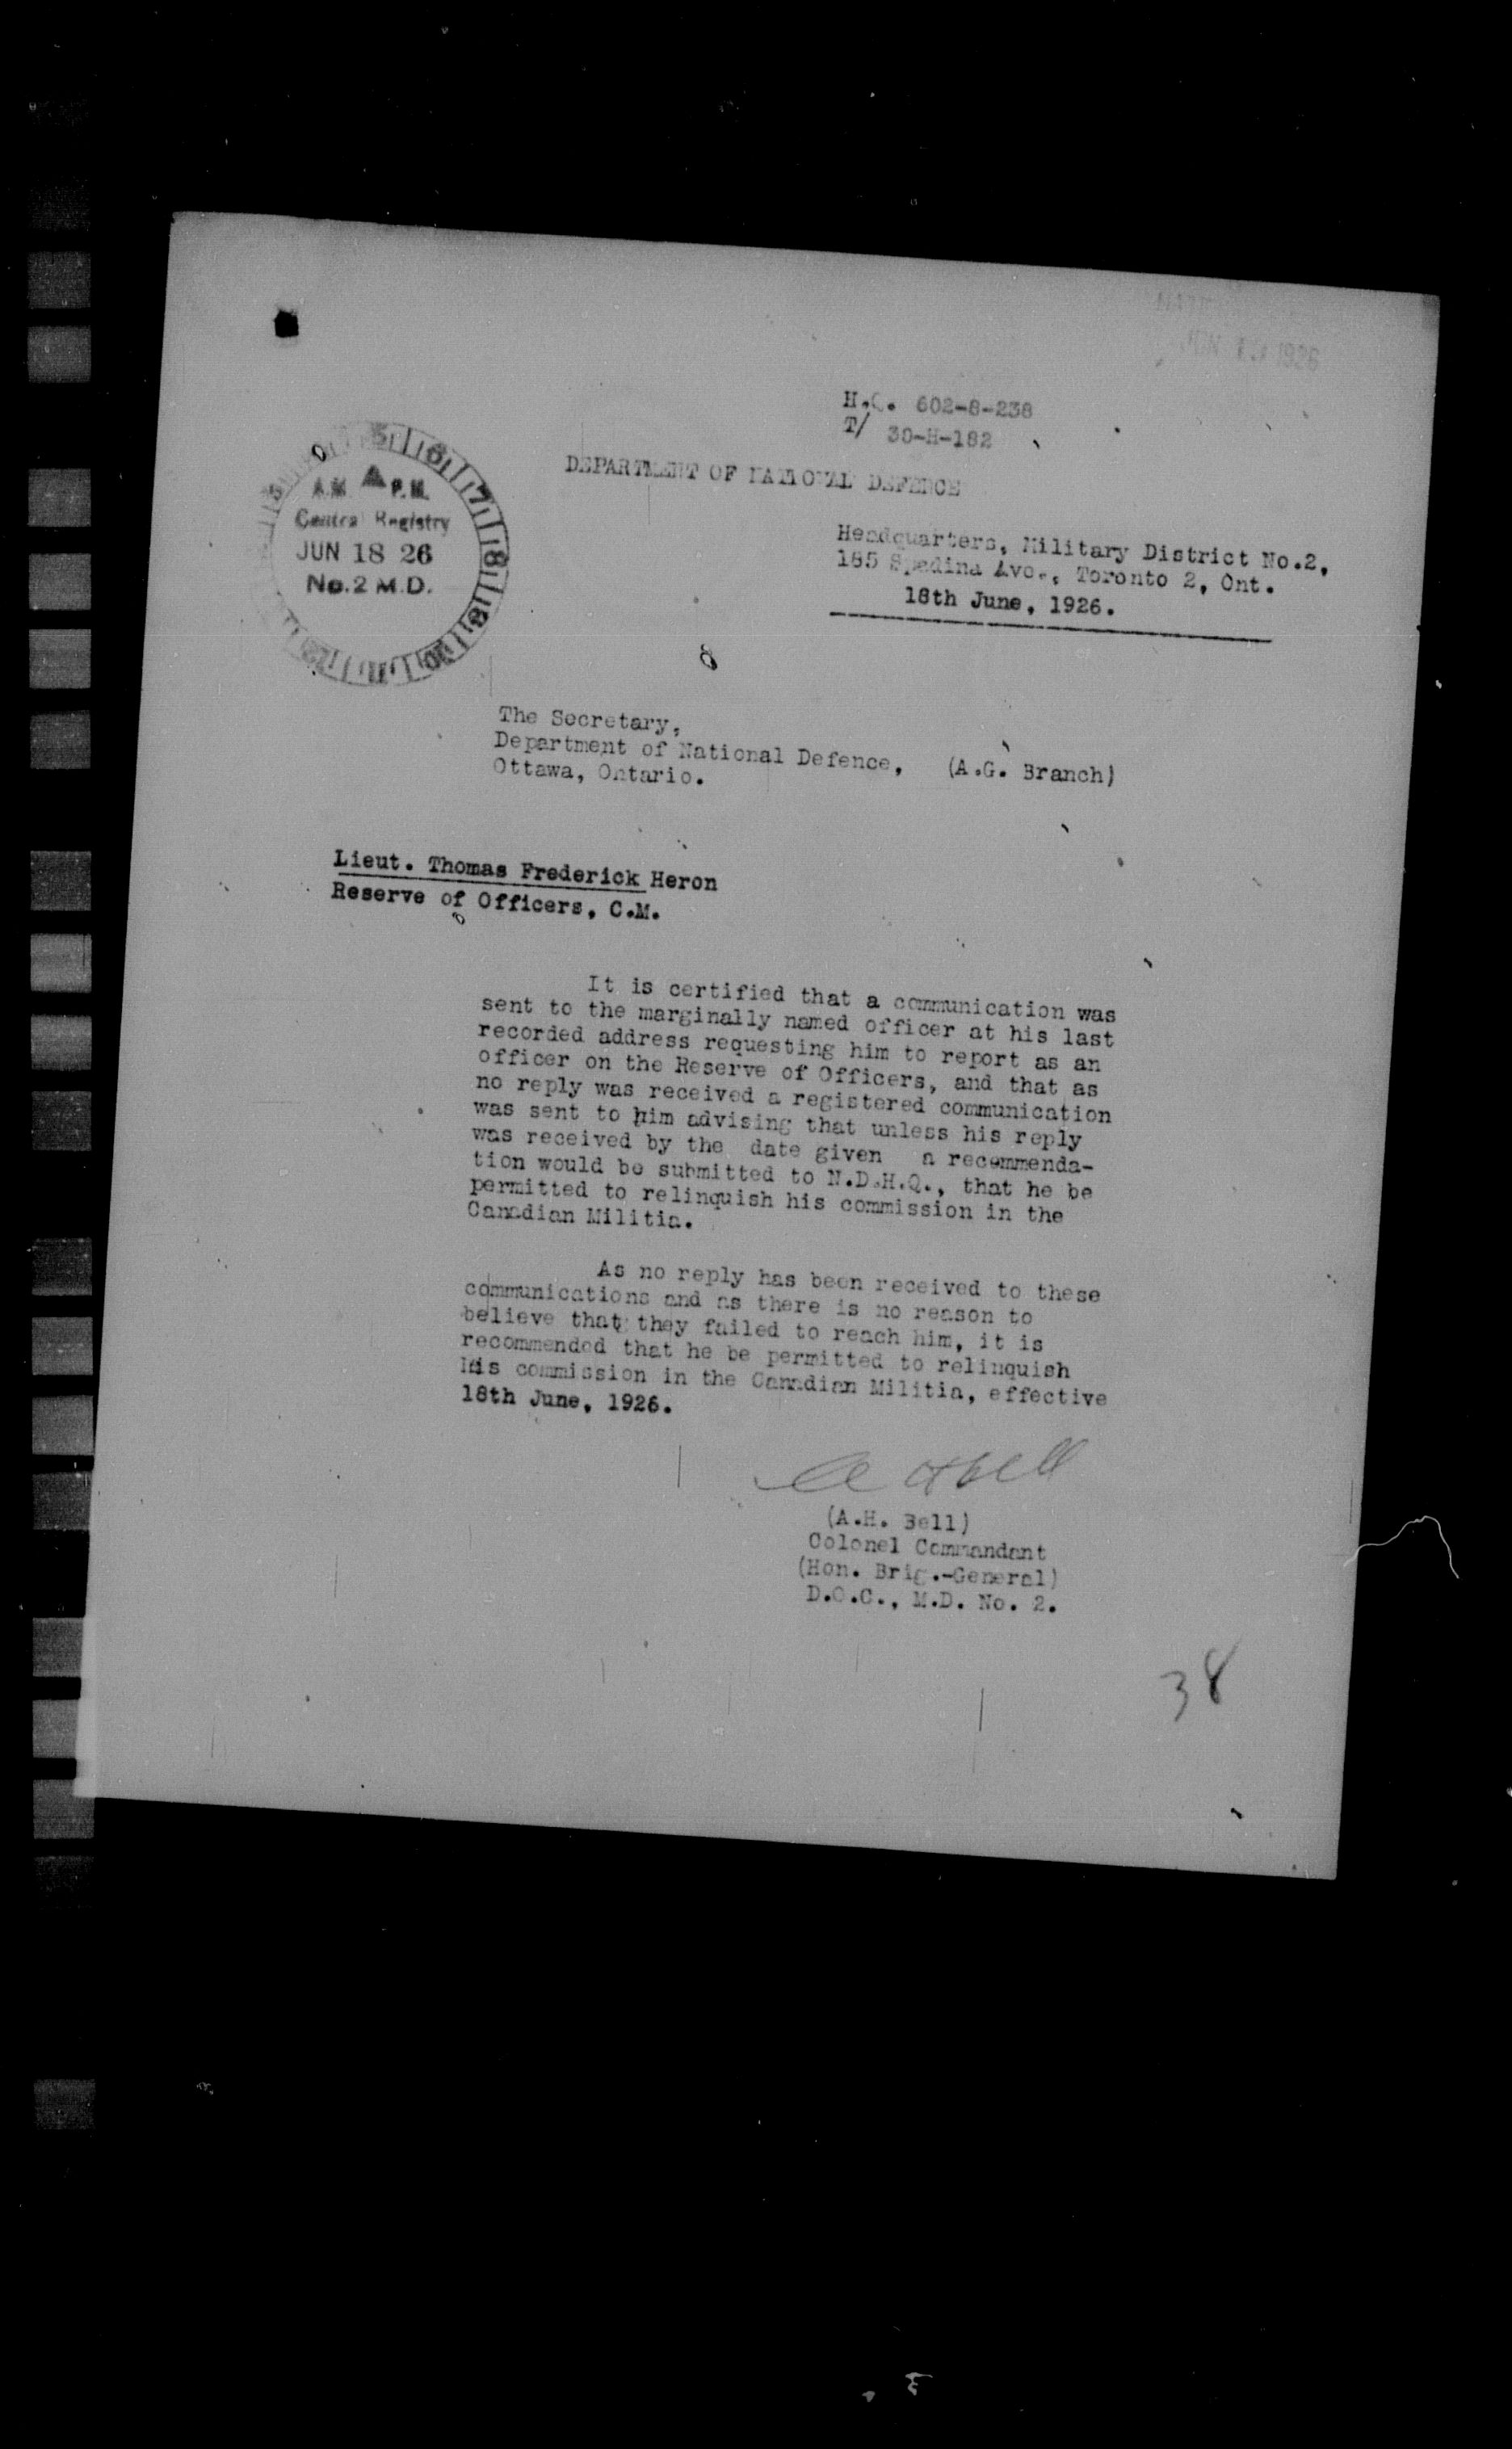 JUN 1926
H.Q. 602-8-238
T/ 30-H-182
DEPARTMENT OF NATIONAL DEFENCE
A.M. P.M.
Central Registry
JUN 18 26
No. 2 M.D.
Headquarters, Military District No.2,
185 Spadina Ave., Toronto 2, Ont.
18th June, 1926.
The Secretary,
Department of National Defence, (A.G. Branch)
Ottawa, Ontario.
Lieut. Thomas Frederick Heron
Reserve of Officers, C.M.
It is certified that a communication was
sent to the marginally named officer at his last
recorded address requesting him to report as an
officer on the Reserve of Officers, and that as
no reply was received a registered communication
was sent to him advising that unless his reply
was received by the date given a recommenda-
tion would be submitted to N.D.H.Q., that he be
permitted to relinquish his commission in the
Canadian Militia.
As no reply has been received to these
communications and as there is no reason to
believe that they failed to reach him, it is
recommended that he be permitted to relinquish
his commission in the Canadian Militia, effective
18th June, 1926.
A H Bell
(A.H. Bell)
Colonel Commandant
(Hon. Brig.-General)
D.O.C., M.D. No. 2.
38